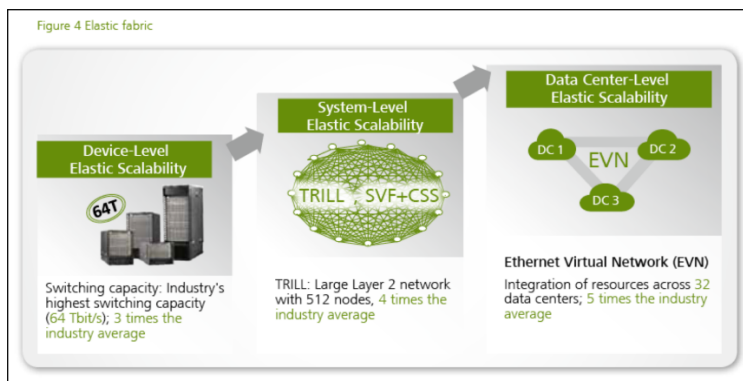 Figure 4 Elastic fabric
Device-Level
Elastic Scalability
64T
Switching capacity: Industry's
highest switching capacity
(64 Tbit/s); 3 times the
industry average
System-Level
Elastic Scalability
TRILL SVF+CSS
TRILL: Large Layer 2 network
with 512 nodes, 4 times the
industry average
Data Center-Level
Elastic Scalability
DC 1
EVN
DC 2
DC 3
Ethernet Virtual Network (EVN)
Integration of resources across 32
data centers; 5 times the industry
average